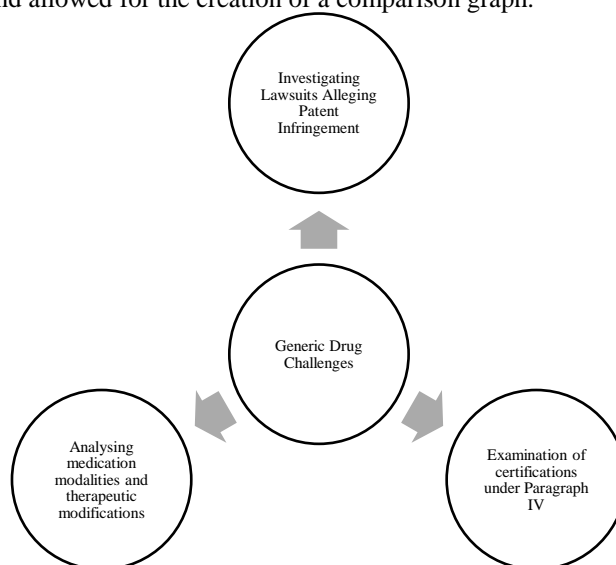 nd allowed for the creation of a comparison graph.
Investigating
Lawsuits Alleging
Patent
Infringement
Generic Drug
Challenges
Analysing
medication
modalities and
therapeutic
modifications
Examination of
certifications
under Paragraph
IV